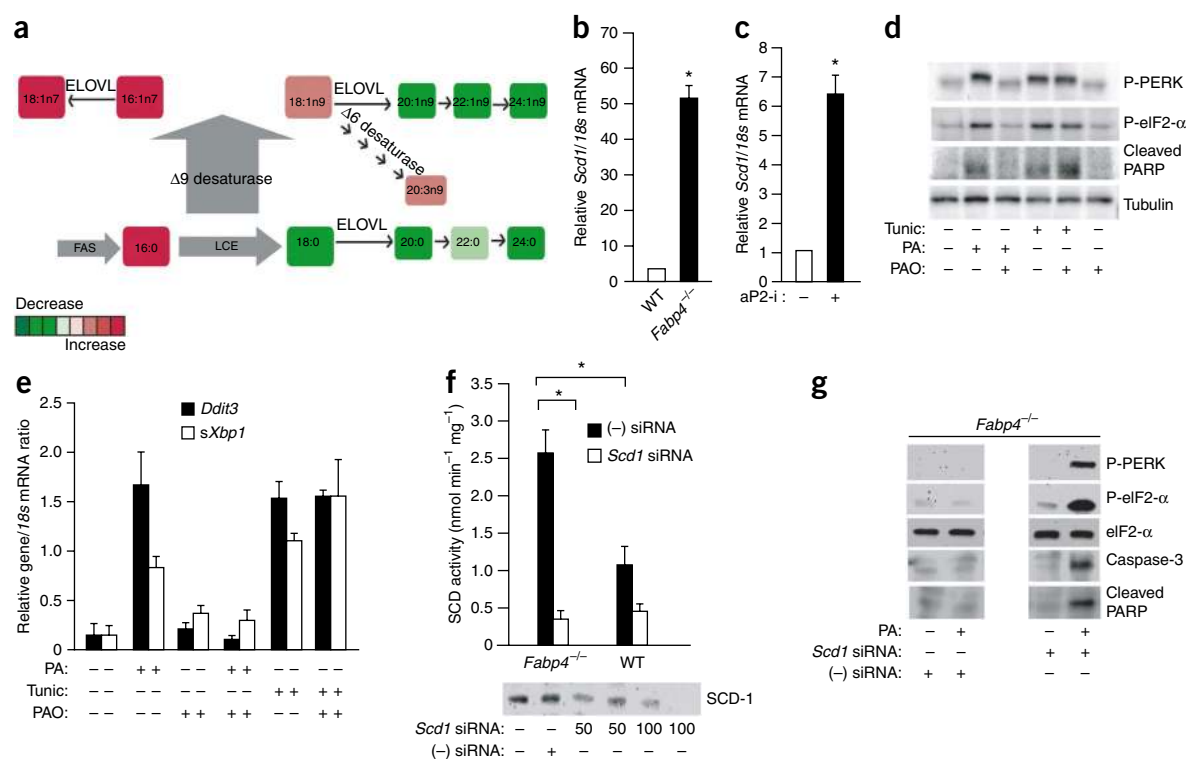 a
18:1n7
ELOVL
16:1n7
18:1n9
ELOVL
20:1n9
22:1n9
24:1n9
Δ6 desaturase
20:3n9
Δ9 desaturase
FAS
16:0
LCE
18:0
ELOVL
20:0
22:0
24:0
Decrease
Increase
b
Relative Scd1/18s mRNA
70
60
50
40
30
20
10
0
*
WT
Fabp4−/−
c
Relative Scd1/18s mRNA
8
7
6
5
4
3
2
1
0
*
aP2-i : – +
d
P-PERK
P-eIF2-α
Cleaved
PARP
Tubulin
Tunic: – – – + + –
PA: – + + – – –
PAO: – – + – + +
e
Relative gene/18s mRNA ratio
2.5
2.0
1.5
1.0
0.5
0
Ddit3
sXbp1
PA: – – + + – – + + – – – –
Tunic: – – – – – – – – + + + +
PAO: – – – – + + + + – – + +
f
SCD activity (nmol min−1 mg−1)
3.5
3.0
2.5
2.0
1.5
1.0
0.5
0
*
*
(–) siRNA
Scd1 siRNA
Fabp4−/−
WT
SCD-1
Scd1 siRNA: – – 50 50 100 100
(–) siRNA: – + – – – –
g
Fabp4−/−
P-PERK
P-eIF2-α
eIF2-α
Caspase-3
Cleaved
PARP
PA: – + – +
Scd1 siRNA: – – + +
(–) siRNA: + + – –